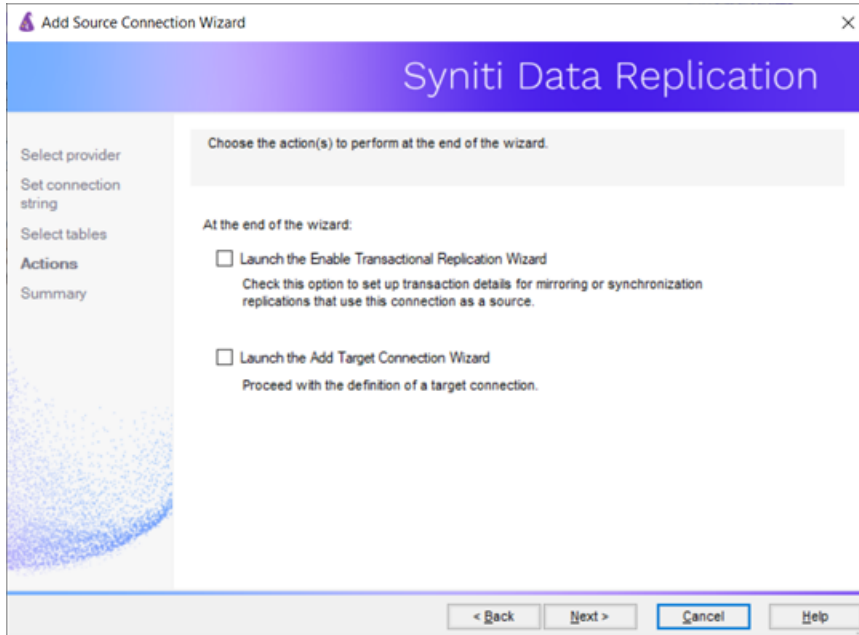 Add Source Connection Wizard
Syniti Data Replication
Select provider
Set connection
string
Select tables
Actions
Summary
Choose the action(s) to perform at the end of the wizard.
At the end of the wizard:
Launch the Enable Transactional Replication Wizard
Check this option to set up transaction details for mirroring or synchronization
replications that use this connection as a source.
Launch the Add Target Connection Wizard
Proceed with the definition of a target connection.
< Back
Next >
Cancel
Help